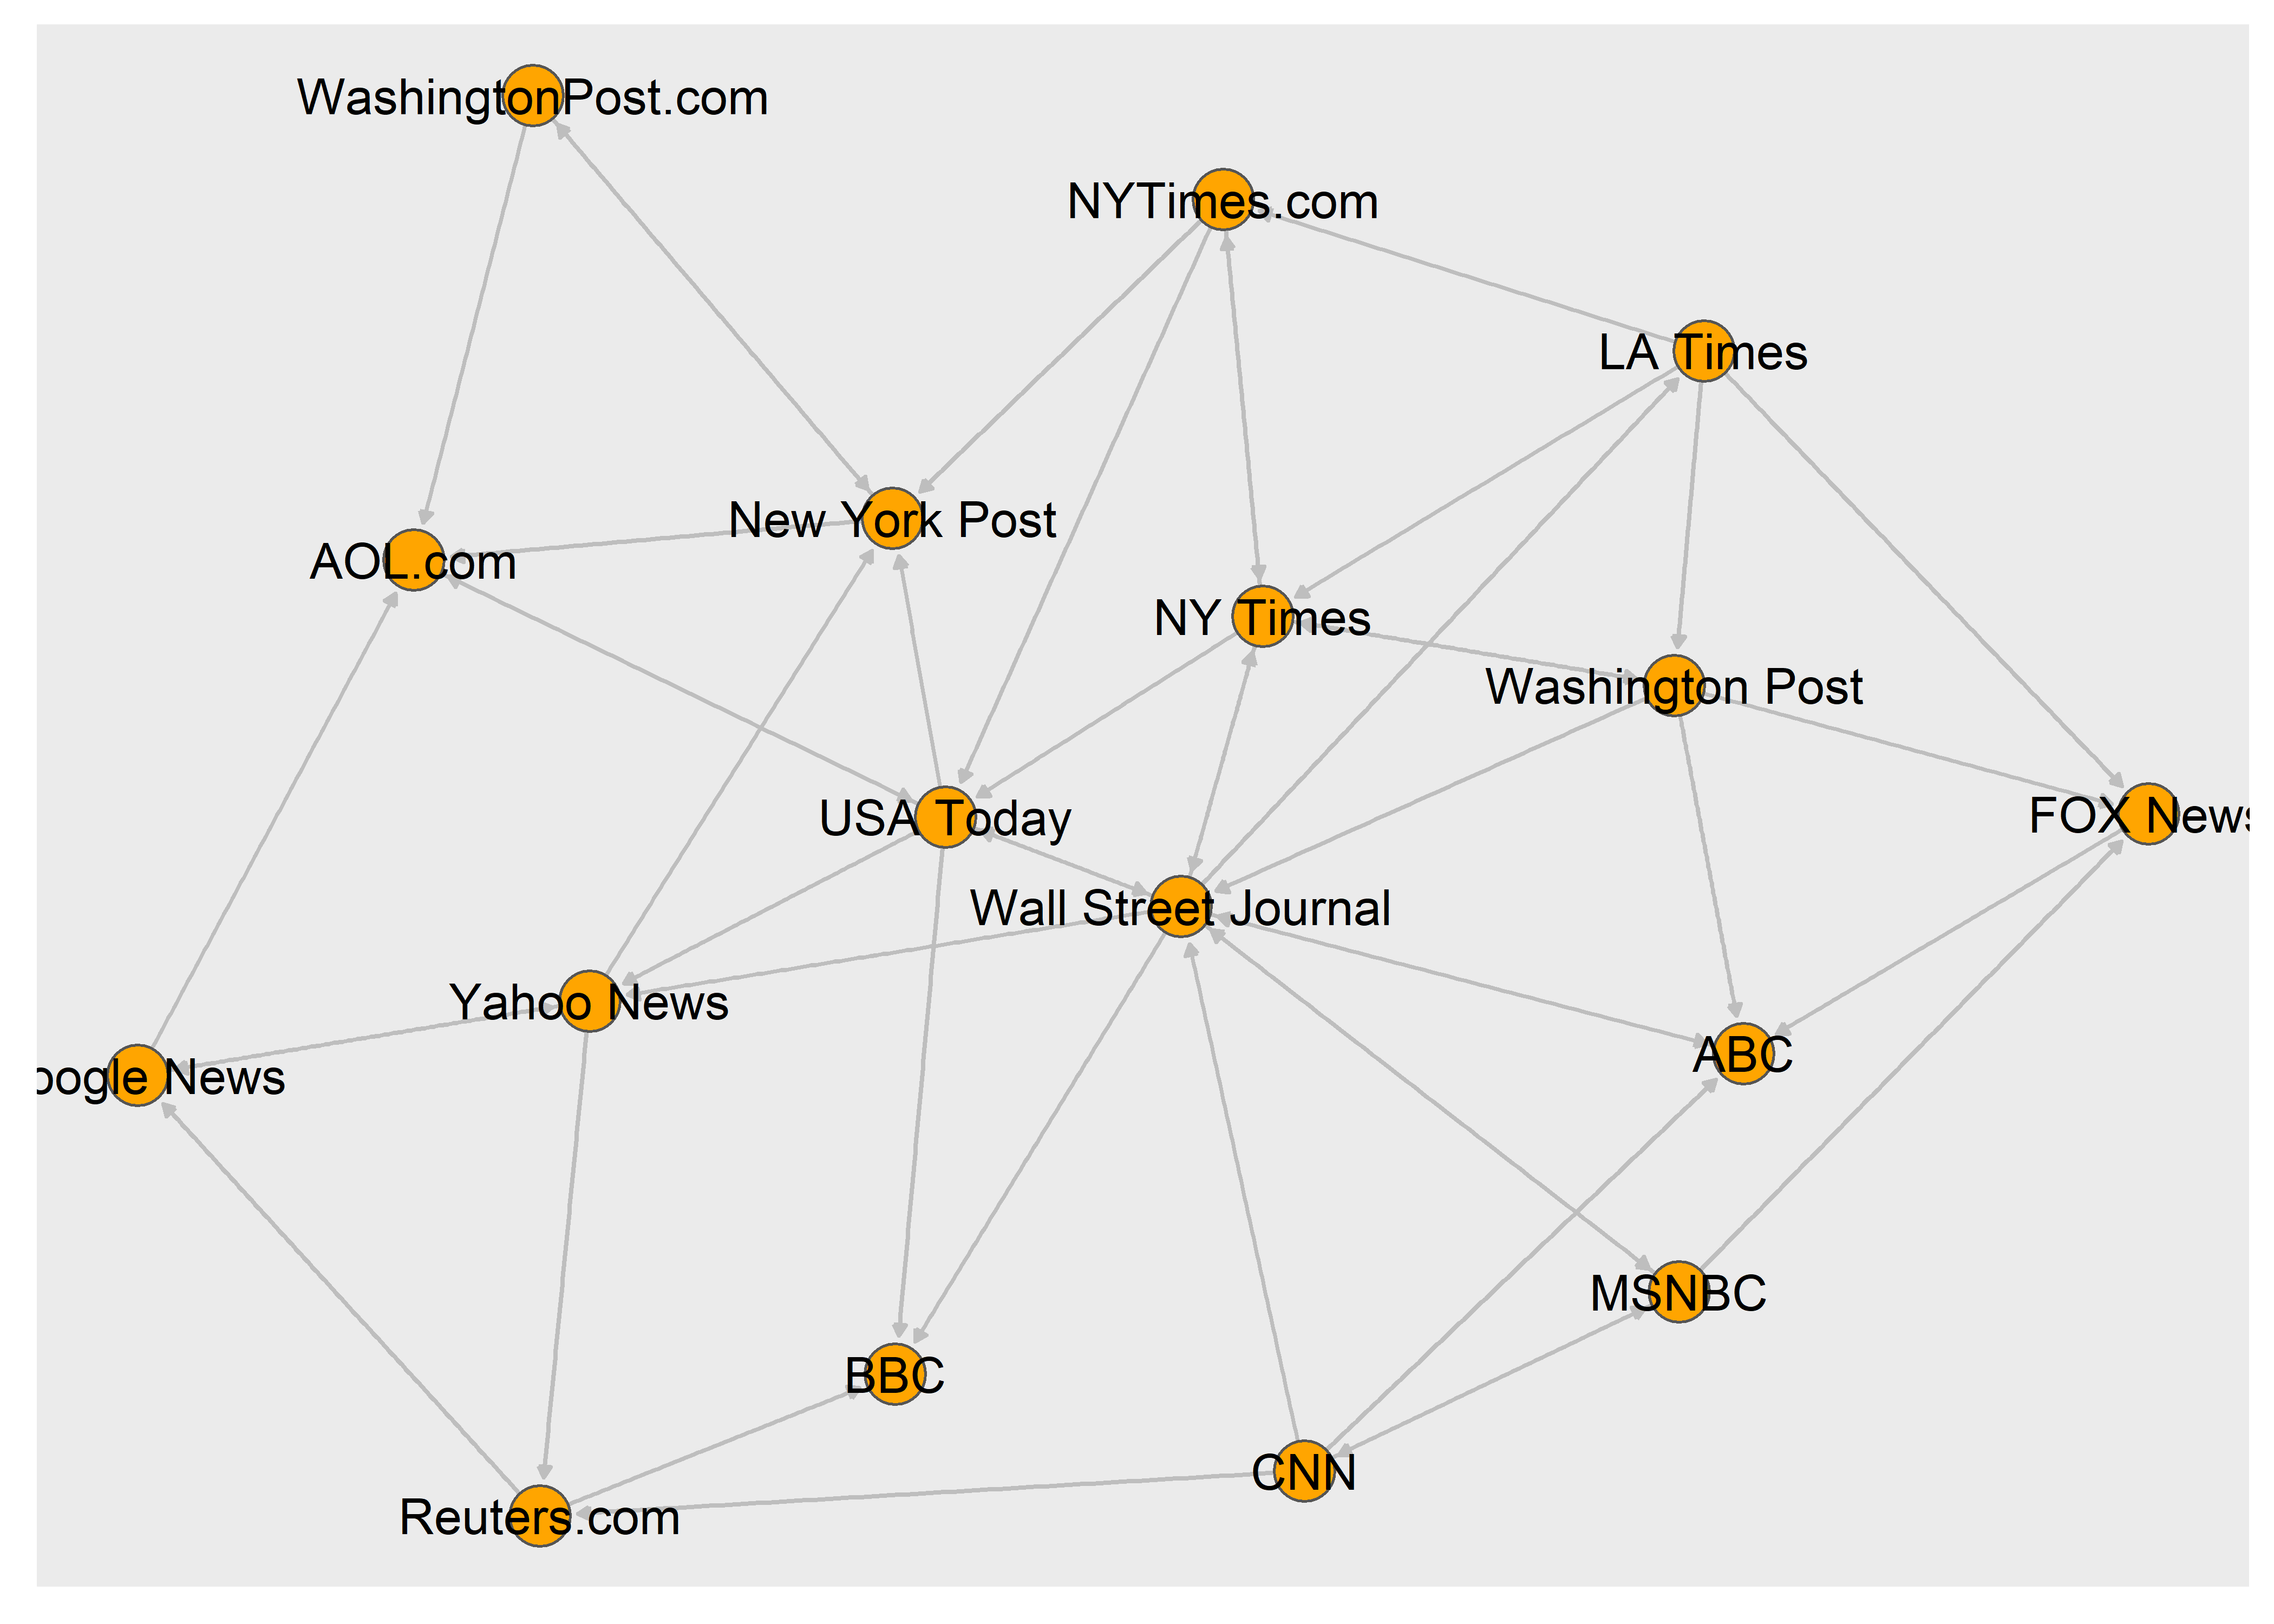 WashingtonPost.com
NYTimes.com
LA Times
New York Post
AOL.com
NY Times
Washington Post
USA Today
FOX News
Wall Street Journal
Yahoo News
ABC
oogle News
MSNBC
BBC
CNN
Reuters.com